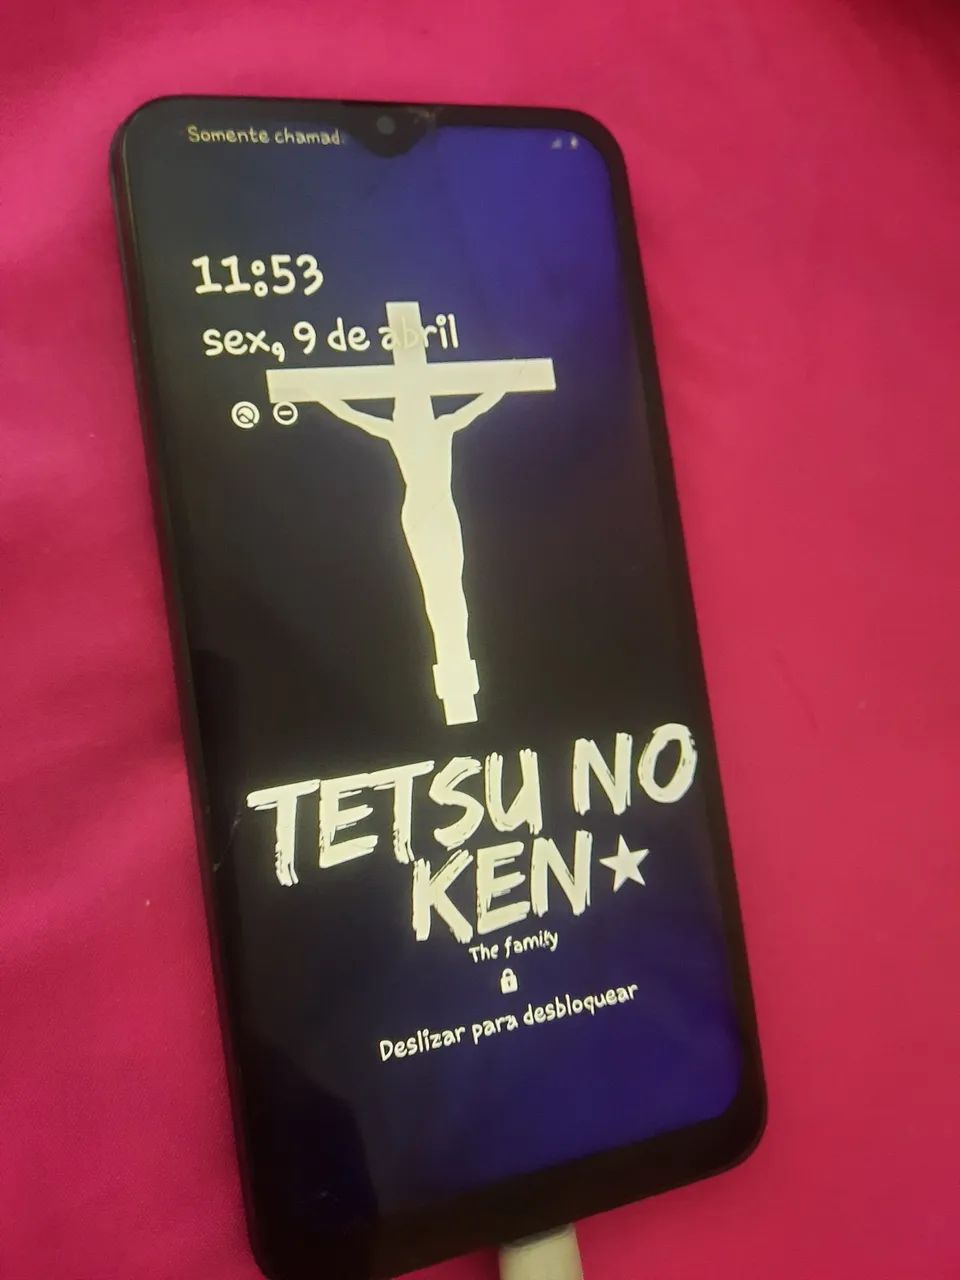 Somente chamad
11:53
sex, 9 de abril
TETSU NO
KEN★
The family
Deslizar para desbloquear